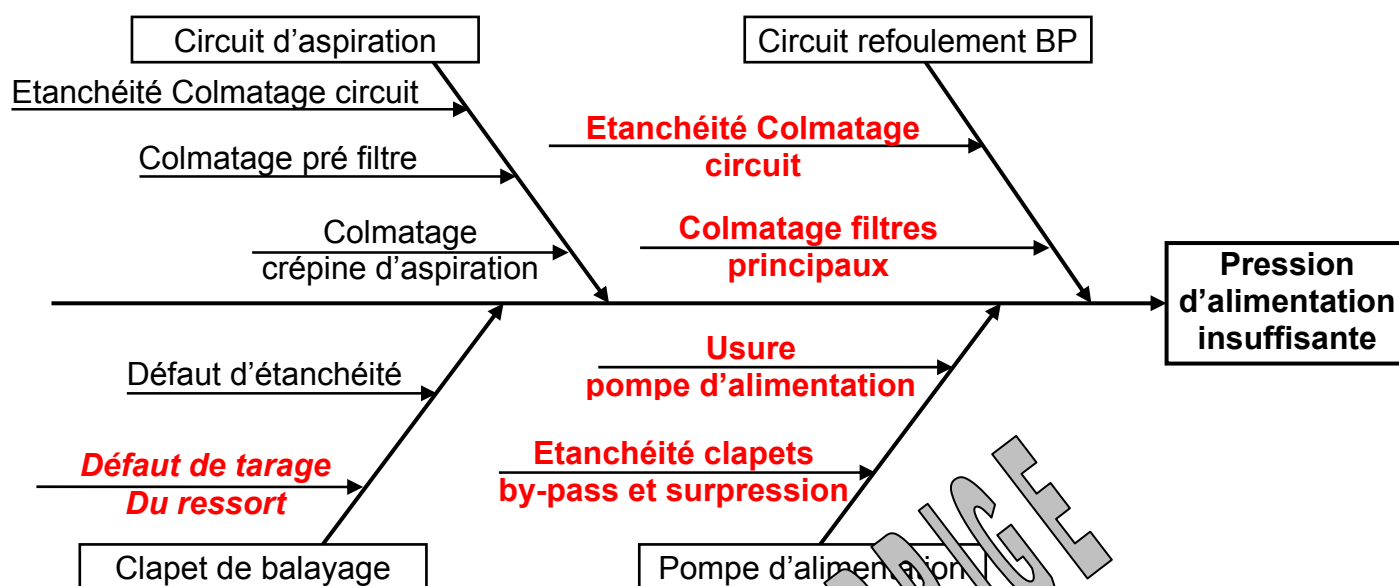 Circuit d’aspiration
Circuit refoulement BP
Etanchéité Colmatage circuit
Colmatage pré filtre
Colmatage
crépine d’aspiration
Etanchéité Colmatage
circuit
Colmatage filtres
principaux
Pression
d’alimentation
insuffisante
Défaut d’étanchéité
Défaut de tarage
Du ressort
Usure
pompe d’alimentation
Etanchéité clapets
by-pass et surpression
Clapet de balayage
Pompe d’alimentation